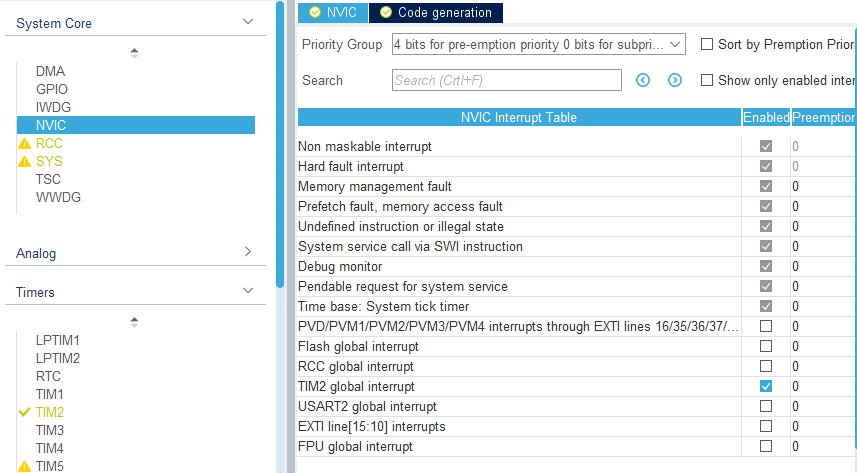 System Core
DMA
GPIO
IWDG
NVIC
RCC
SYS
TSC
WWDG
Analog
Timers
LPTIM1
LPTIM2
RTC
TIM1
TIM2
TIM3
TIM4
TIM5
NVIC Code generation
Priority Group 4 bits for pre-emption priority 0 bits for subpri... Sort by Premption Prior
Search Search (Crtl+F) Show only enabled inter
NVIC Interrupt Table Enabled Preemption
Non maskable interrupt 0
Hard fault interrupt 0
Memory management fault 0
Prefetch fault, memory access fault 0
Undefined instruction or illegal state 0
System service call via SWI instruction 0
Debug monitor 0
Pendable request for system service 0
Time base: System tick timer 0
PVD/PVM1/PVM2/PVM3/PVM4 interrupts through EXTI lines 16/35/36/37/... 0
Flash global interrupt 0
RCC global interrupt 0
TIM2 global interrupt 0
USART2 global interrupt 0
EXTI line[15:10] interrupts 0
FPU global interrupt 0